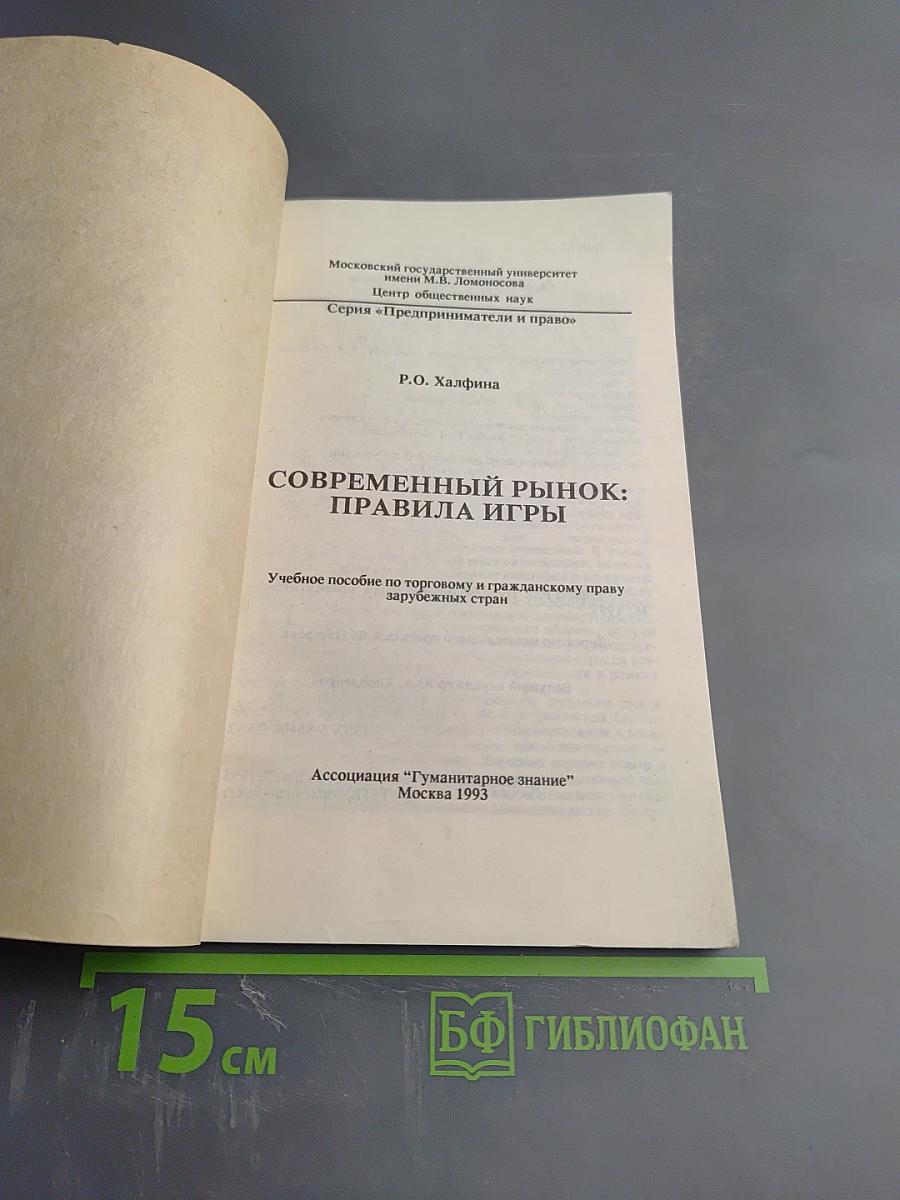 Московский государственный университет
имени М.В. Ломоносова
Центр общественных наук
Серия «Предприниматели и право»
Р.О. Халфина
СОВРЕМЕННЫЙ РЫНОК:
ПРАВИЛА ИГРЫ
Учебное пособие по торговому и гражданскому праву
зарубежных стран
Ассоциация "Гуманитарное знание"
Москва 1993
15 см
БФ ГИБЛИОФАН